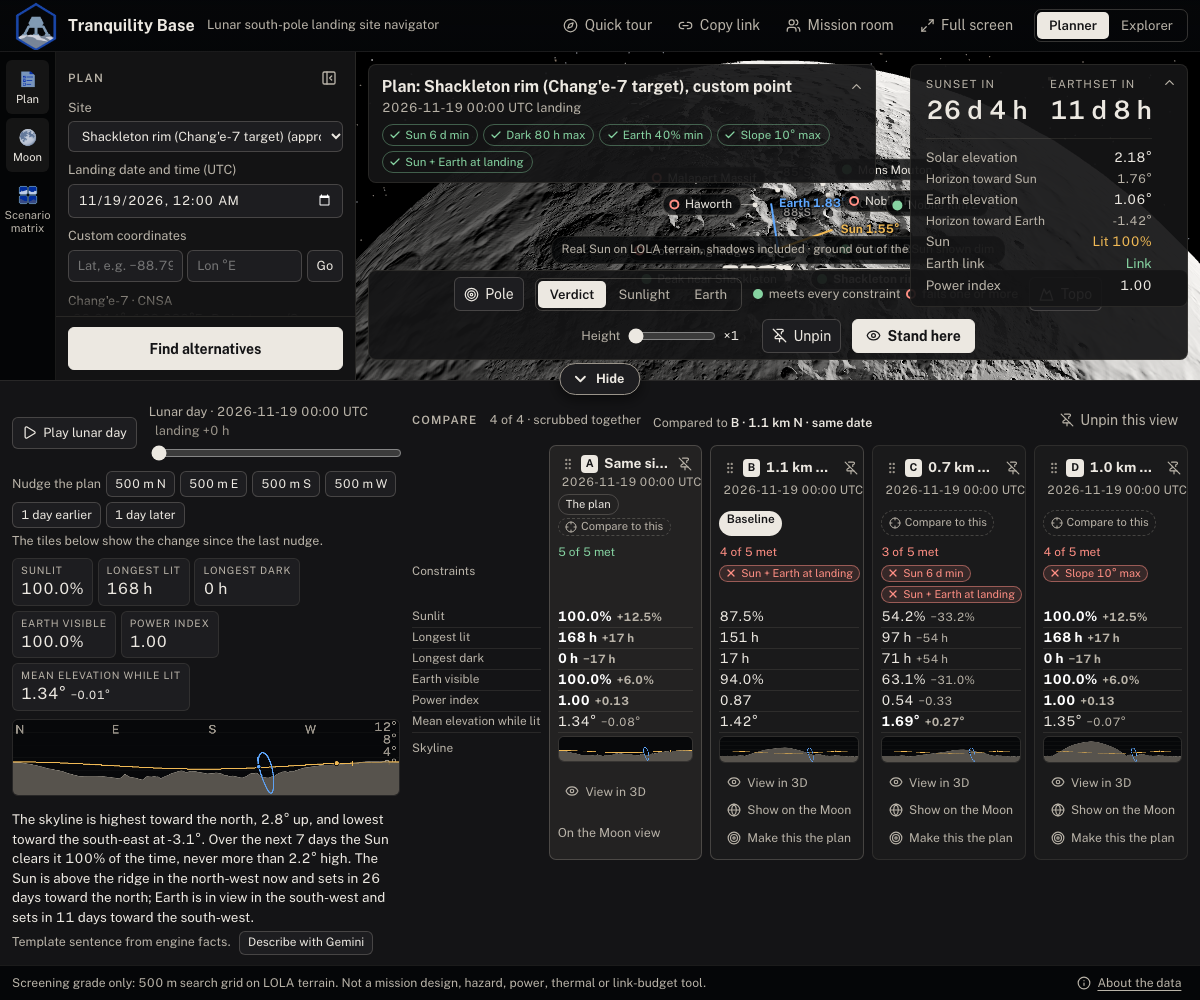 Tranquility Base
Lunar south-pole landing site navigator
Quick tour
Copy link
Mission room
Full screen
Planner
Explorer
Plan
Moon
Scenario matrix
PLAN
Site
Shackleton rim (Chang'e-7 target) (appro
Landing date and time (UTC)
11/19/2026, 12:00 AM
Custom coordinates
Lat, e.g. −88.79
Lon °E
Go
Chang'e-7 · CNSA
Find alternatives
Plan: Shackleton rim (Chang'e-7 target), custom point
2026-11-19 00:00 UTC landing
Sun 6 d min
Dark 80 h max
Earth 40% min
Slope 10° max
Sun + Earth at landing
Malapert Massif
Mons Mout
Haworth
Earth 1.83
88°S
Nob
Sun 1.55°
Real Sun on LOLA terrain, shadows included · ground out of the Sun
Pole
Verdict
Sunlight
Earth
meets every constraint
Topo
Height
×1
Unpin
Stand here
SUNSET IN
26 d 4 h
EARTHSET IN
11 d 8 h
Solar elevation 2.18°
Horizon toward Sun 1.76°
Earth elevation 1.06°
Horizon toward Earth -1.42°
Sun Lit 100%
Earth link Link
Power index 1.00
Hide
Play lunar day
Lunar day · 2026-11-19 00:00 UTC
landing +0 h
Nudge the plan
500 m N
500 m E
500 m S
500 m W
1 day earlier
1 day later
The tiles below show the change since the last nudge.
SUNLIT
100.0%
LONGEST LIT
168 h
LONGEST DARK
0 h
EARTH VISIBLE
100.0%
POWER INDEX
1.00
MEAN ELEVATION WHILE LIT
1.34° −0.01°
N E S W
12°
8°
4°
The skyline is highest toward the north, 2.8° up, and lowest
toward the south-east at -3.1°. Over the next 7 days the Sun
clears it 100% of the time, never more than 2.2° high. The
Sun is above the ridge in the north-west now and sets in 26
days toward the north; Earth is in view in the south-west and
sets in 11 days toward the south-west.
Template sentence from engine facts.
Describe with Gemini
COMPARE
4 of 4 · scrubbed together
Compared to B · 1.1 km N · same date
Unpin this view
A Same si...
2026-11-19 00:00 UTC
The plan
Compare to this
5 of 5 met
B 1.1 km ...
2026-11-19 00:00 UTC
Baseline
4 of 5 met
Sun + Earth at landing
C 0.7 km ...
2026-11-19 00:00 UTC
Compare to this
3 of 5 met
Sun 6 d min
Sun + Earth at landing
D 1.0 km ...
2026-11-19 00:00 UTC
Compare to this
4 of 5 met
Slope 10° max
Constraints
Sunlit 100.0% +12.5% 87.5% 54.2% −33.2% 100.0% +12.5%
Longest lit 168 h +17 h 151 h 97 h −54 h 168 h +17 h
Longest dark 0 h −17 h 17 h 71 h +54 h 0 h −17 h
Earth visible 100.0% +6.0% 94.0% 63.1% −31.0% 100.0% +6.0%
Power index 1.00 +0.13 0.87 0.54 −0.33 1.00 +0.13
Mean elevation while lit 1.34° −0.08° 1.42° 1.69° +0.27° 1.35° −0.07°
Skyline
View in 3D
On the Moon view
View in 3D
Show on the Moon
Make this the plan
View in 3D
Show on the Moon
Make this the plan
View in 3D
Show on the Moon
Make this the plan
Screening grade only: 500 m search grid on LOLA terrain. Not a mission design, hazard, power, thermal or link-budget tool.
About the data